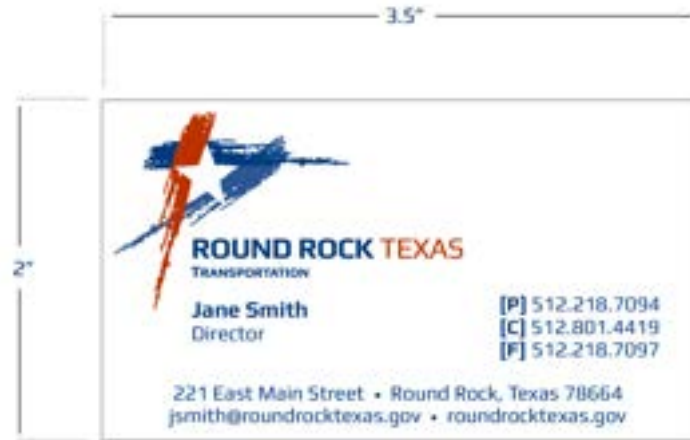 3.5"
2"
ROUND ROCK TEXAS
TRANSPORTATION
Jane Smith
Director
[P] 512.218.7094
[C] 512.801.4419
[F] 512.218.7097
221 East Main Street • Round Rock, Texas 78664
jsmith@roundrocktexas.gov • roundrocktexas.gov